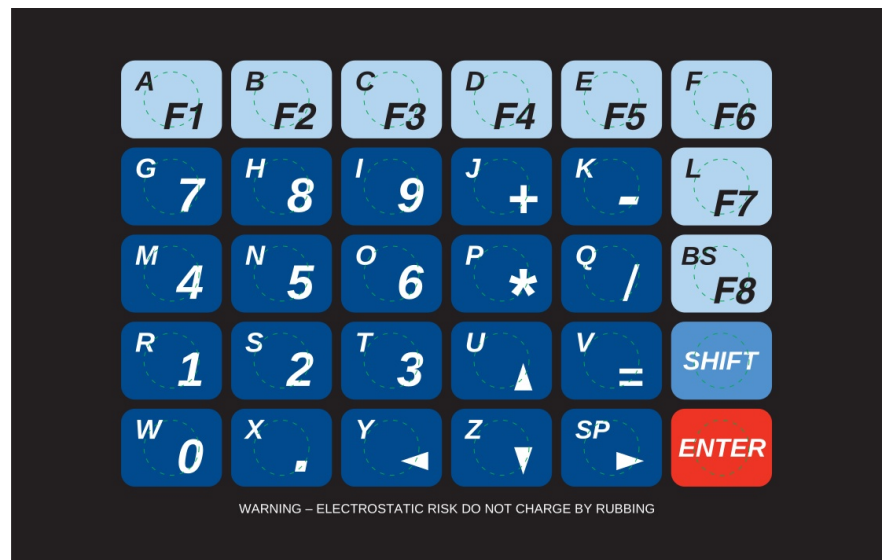 A F1 B F2 C F3 D F4 E F5 F F6
G 7 H 8 I 9 J + K - L F7
M 4 N 5 O 6 P * Q / BS F8
R 1 S 2 T 3 U ▲ V = SHIFT
W 0 X . Y ◄ Z ▼ SP ► ENTER
WARNING – ELECTROSTATIC RISK DO NOT CHARGE BY RUBBING